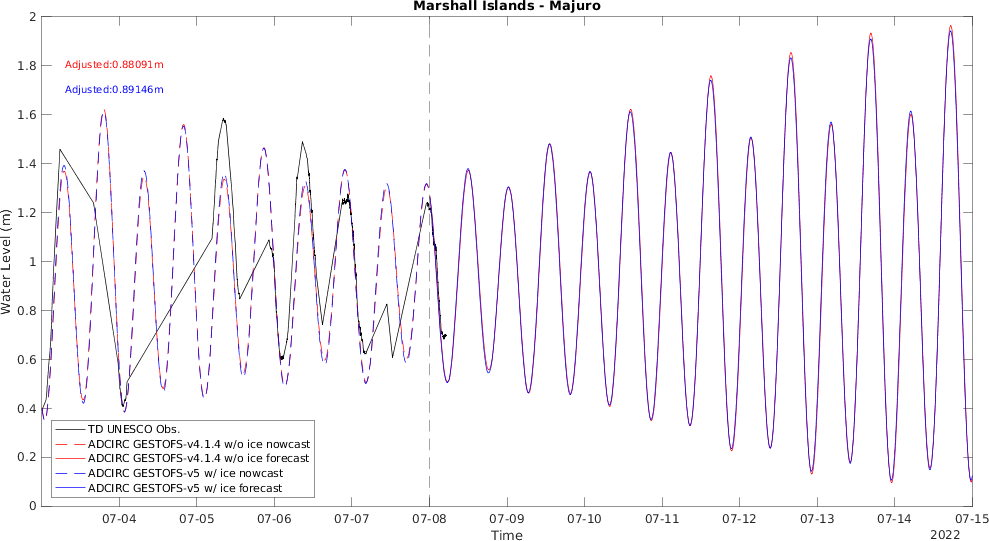 Marshall Islands - Majuro
Adjusted:0.88091m
Adjusted:0.89146m
Water Level (m)
2
1.8
1.6
1.4
1.2
1
0.8
0.6
0.4
0.2
0
TD UNESCO Obs.
ADCIRC GESTOFS-v4.1.4 w/o ice nowcast
ADCIRC GESTOFS-v4.1.4 w/o ice forecast
ADCIRC GESTOFS-v5 w/ ice nowcast
ADCIRC GESTOFS-v5 w/ ice forecast
07-04 07-05 07-06 07-07 07-08 07-09 07-10 07-11 07-12 07-13 07-14 07-15
Time
2022